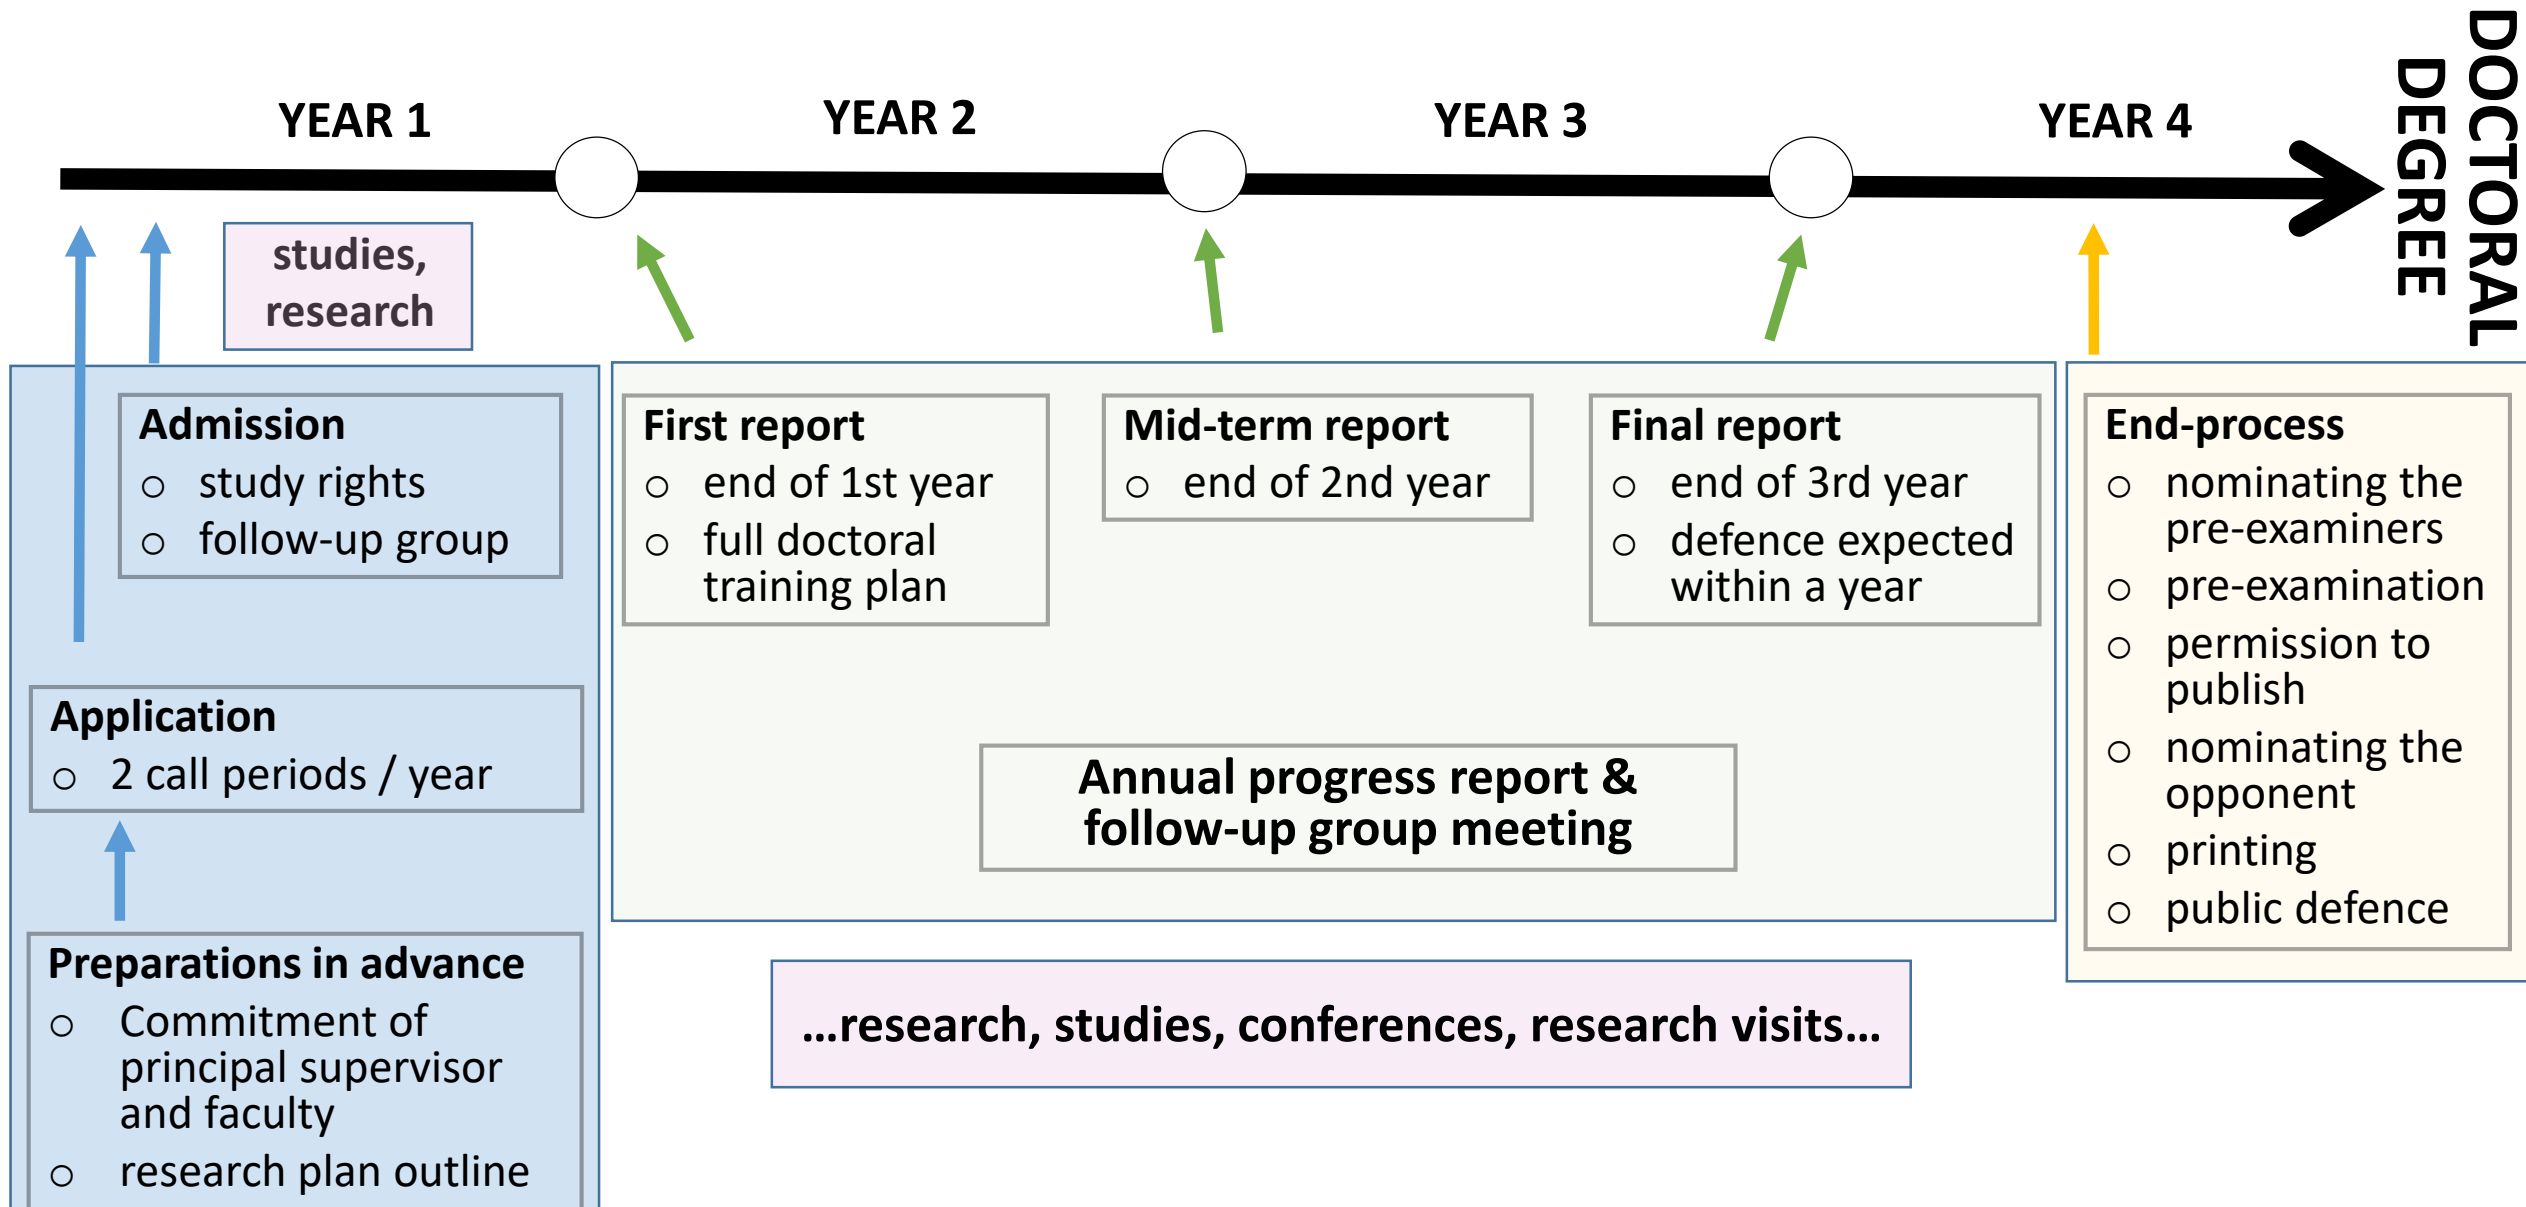 YEAR 1
YEAR 2
YEAR 3
YEAR 4
DOCTORAL
DEGREE
studies,
research
Admission
○ study rights
○ follow-up group
Application
○ 2 call periods / year
Preparations in advance
○ Commitment of
principal supervisor
and faculty
○ research plan outline
First report
○ end of 1st year
○ full doctoral
training plan
Mid-term report
○ end of 2nd year
Final report
○ end of 3rd year
○ defence expected
within a year
Annual progress report &
follow-up group meeting
...research, studies, conferences, research visits...
End-process
○ nominating the
pre-examiners
○ pre-examination
○ permission to
publish
○ nominating the
opponent
○ printing
○ public defence